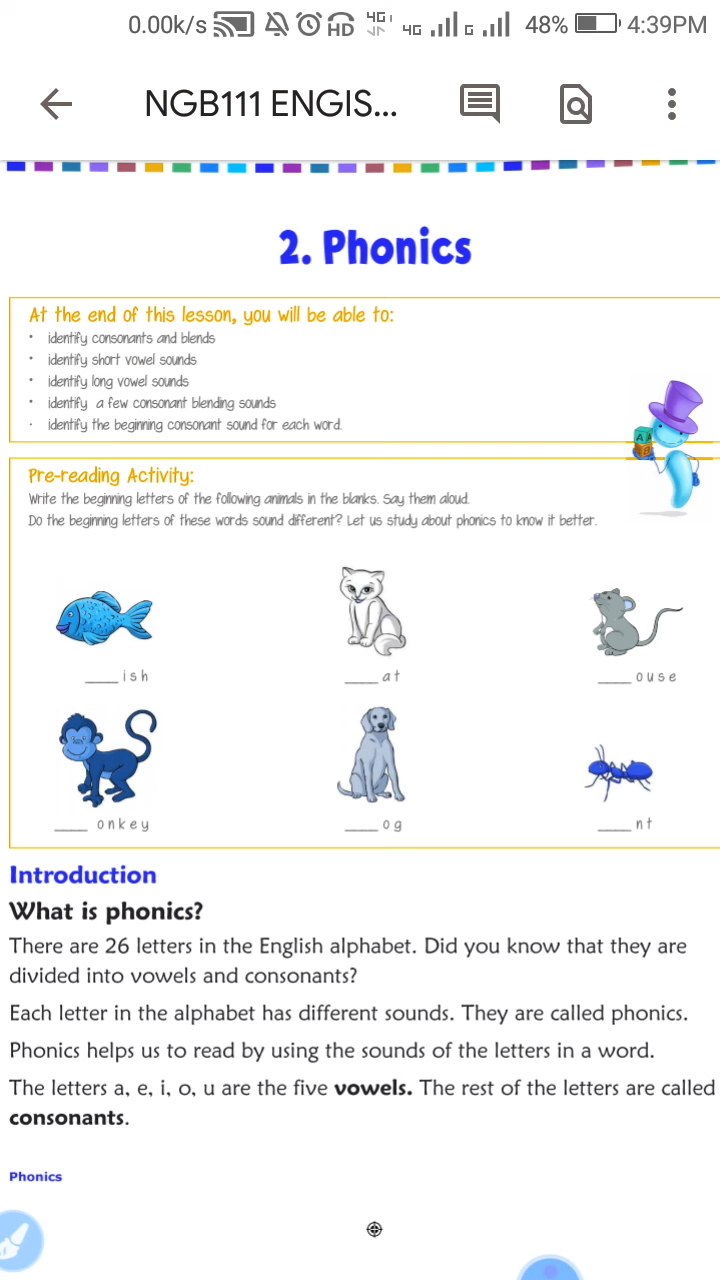 0.00k/s HD 4G 4G G 48% 4:39PM
NGB111 ENGIS...
2. Phonics
At the end of this lesson, you will be able to:
• identify consonants and blends
• identify short vowel sounds
• identify long vowel sounds
• identify a few consonant blending sounds
· identify the beginning consonant sound for each word.
Pre-reading Activity:
Write the beginning letters of the following animals in the blanks. Say them aloud.
Do the beginning letters of these words sound different? Let us study about phonics to know it better.
____ish ____at ____ouse
____ onkey ____og ____nt
Introduction
What is phonics?
There are 26 letters in the English alphabet. Did you know that they are
divided into vowels and consonants?
Each letter in the alphabet has different sounds. They are called phonics.
Phonics helps us to read by using the sounds of the letters in a word.
The letters a, e, i, o, u are the five vowels. The rest of the letters are called
consonants.
Phonics